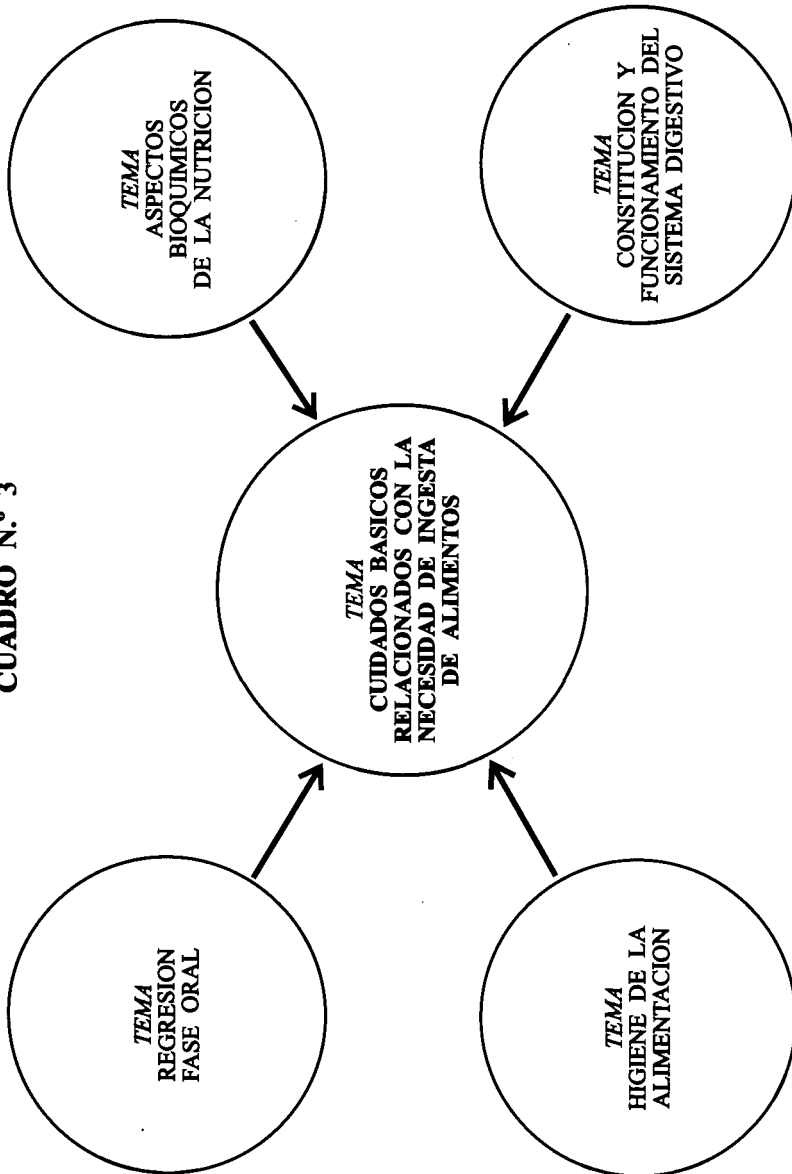 CUADRO N.º 3
TEMA
REGRESION
FASE ORAL
TEMA
ASPECTOS
BIOQUIMICOS
DE LA NUTRICION
TEMA
CUIDADOS BASICOS
RELACIONADOS CON LA
NECESIDAD DE INGESTA
DE ALIMENTOS
TEMA
HIGIENE DE LA
ALIMENTACION
TEMA
CONSTITUCION Y
FUNCIONAMIENTO DEL
SISTEMA DIGESTIVO